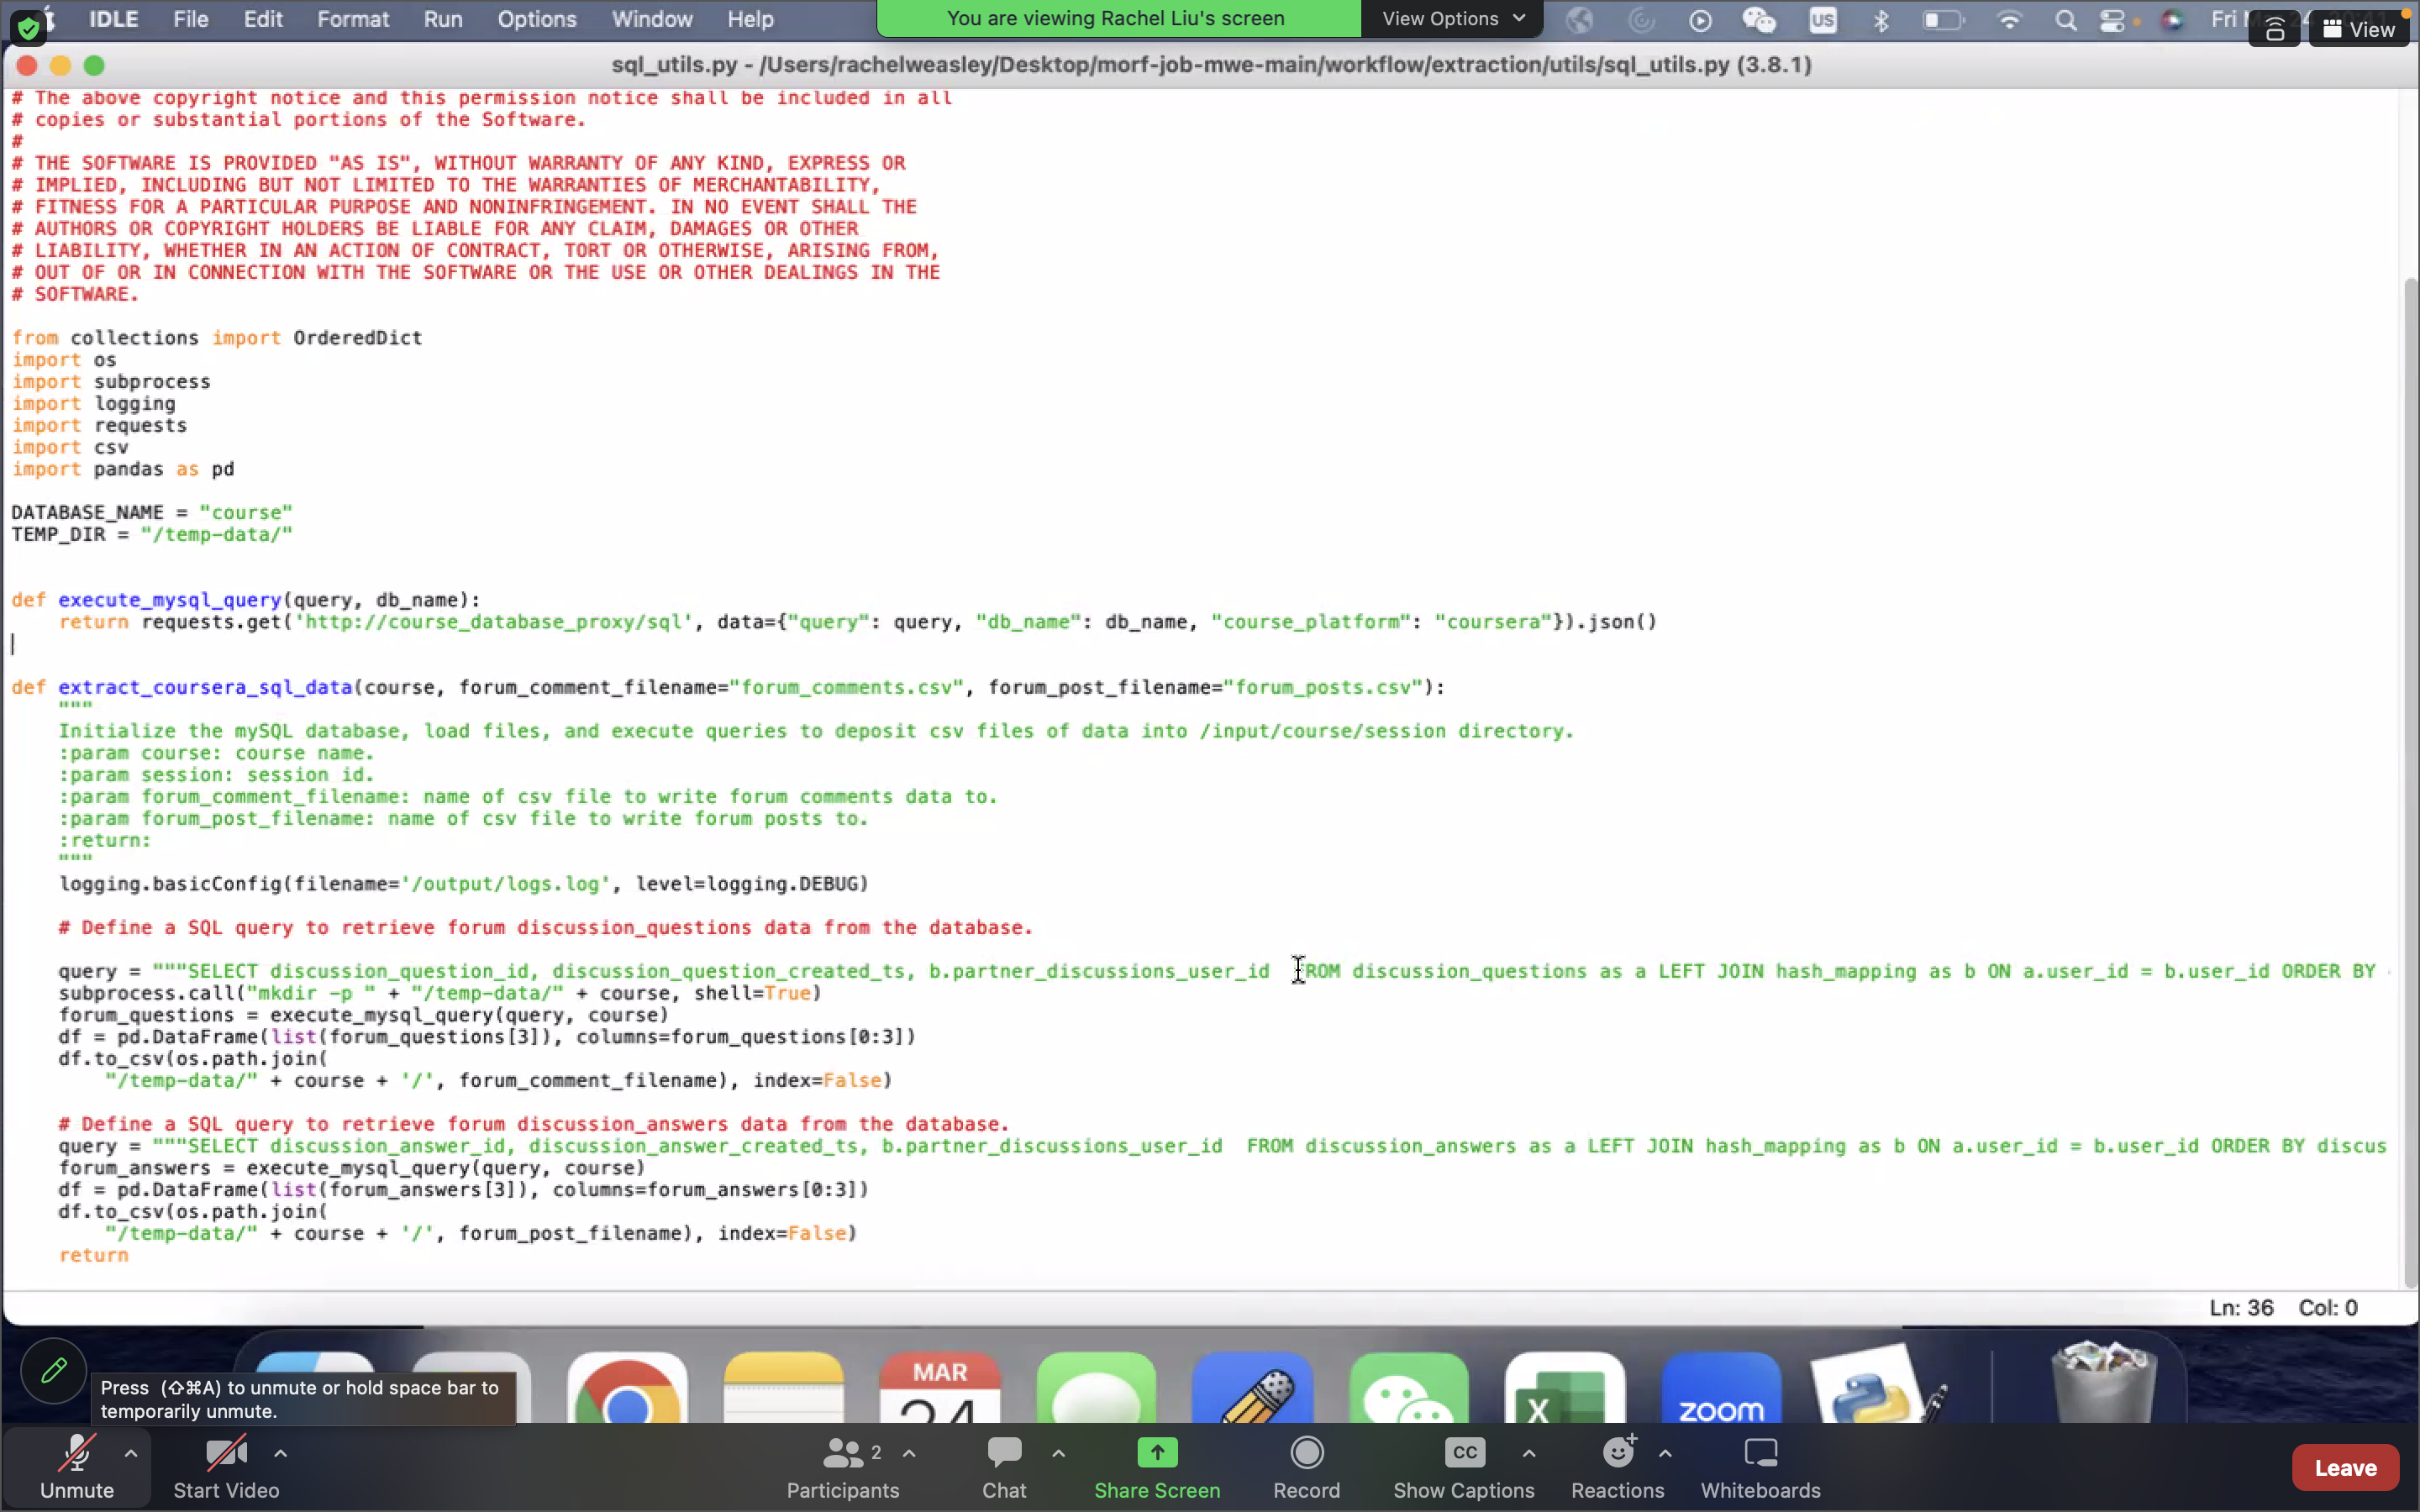 IDLE File Edit Format Run Options Window Help
You are viewing Rachel Liu's screen
View Options
US
Fri
View
sql_utils.py - /Users/rachelweasley/Desktop/morf-job-mwe-main/workflow/extraction/utils/sql_utils.py (3.8.1)
# The above copyright notice and this permission notice shall be included in all
# copies or substantial portions of the Software.
#
# THE SOFTWARE IS PROVIDED "AS IS", WITHOUT WARRANTY OF ANY KIND, EXPRESS OR
# IMPLIED, INCLUDING BUT NOT LIMITED TO THE WARRANTIES OF MERCHANTABILITY,
# FITNESS FOR A PARTICULAR PURPOSE AND NONINFRINGEMENT. IN NO EVENT SHALL THE
# AUTHORS OR COPYRIGHT HOLDERS BE LIABLE FOR ANY CLAIM, DAMAGES OR OTHER
# LIABILITY, WHETHER IN AN ACTION OF CONTRACT, TORT OR OTHERWISE, ARISING FROM,
# OUT OF OR IN CONNECTION WITH THE SOFTWARE OR THE USE OR OTHER DEALINGS IN THE
# SOFTWARE.
from collections import OrderedDict
import os
import subprocess
import logging
import requests
import csv
import pandas as pd
DATABASE_NAME = "course"
TEMP_DIR = "/temp-data/"
def execute_mysql_query(query, db_name):
    return requests.get('http://course_database_proxy/sql', data={"query": query, "db_name": db_name, "course_platform": "coursera"}).json()
def extract_coursera_sql_data(course, forum_comment_filename="forum_comments.csv", forum_post_filename="forum_posts.csv"):
    """
    Initialize the mySQL database, load files, and execute queries to deposit csv files of data into /input/course/session directory.
    :param course: course name.
    :param session: session id.
    :param forum_comment_filename: name of csv file to write forum comments data to.
    :param forum_post_filename: name of csv file to write forum posts to.
    :return:
    """
    logging.basicConfig(filename='/output/logs.log', level=logging.DEBUG)
    # Define a SQL query to retrieve forum discussion_questions data from the database.
    query = """SELECT discussion_question_id, discussion_question_created_ts, b.partner_discussions_user_id  FROM discussion_questions as a LEFT JOIN hash_mapping as b ON a.user_id = b.user_id ORDER BY
    subprocess.call("mkdir -p " + "/temp-data/" + course, shell=True)
    forum_questions = execute_mysql_query(query, course)
    df = pd.DataFrame(list(forum_questions[3]), columns=forum_questions[0:3])
    df.to_csv(os.path.join(
        "/temp-data/" + course + '/', forum_comment_filename), index=False)
    # Define a SQL query to retrieve forum discussion_answers data from the database.
    query = """SELECT discussion_answer_id, discussion_answer_created_ts, b.partner_discussions_user_id  FROM discussion_answers as a LEFT JOIN hash_mapping as b ON a.user_id = b.user_id ORDER BY discus
    forum_answers = execute_mysql_query(query, course)
    df = pd.DataFrame(list(forum_answers[3]), columns=forum_answers[0:3])
    df.to_csv(os.path.join(
        "/temp-data/" + course + '/', forum_post_filename), index=False)
    return
Ln: 36 Col: 0
Press (⇧⌘A) to unmute or hold space bar to
temporarily unmute.
MAR
24
X
zoom
2
CC
Unmute
Start Video
Participants
Chat
Share Screen
Record
Show Captions
Reactions
Whiteboards
Leave